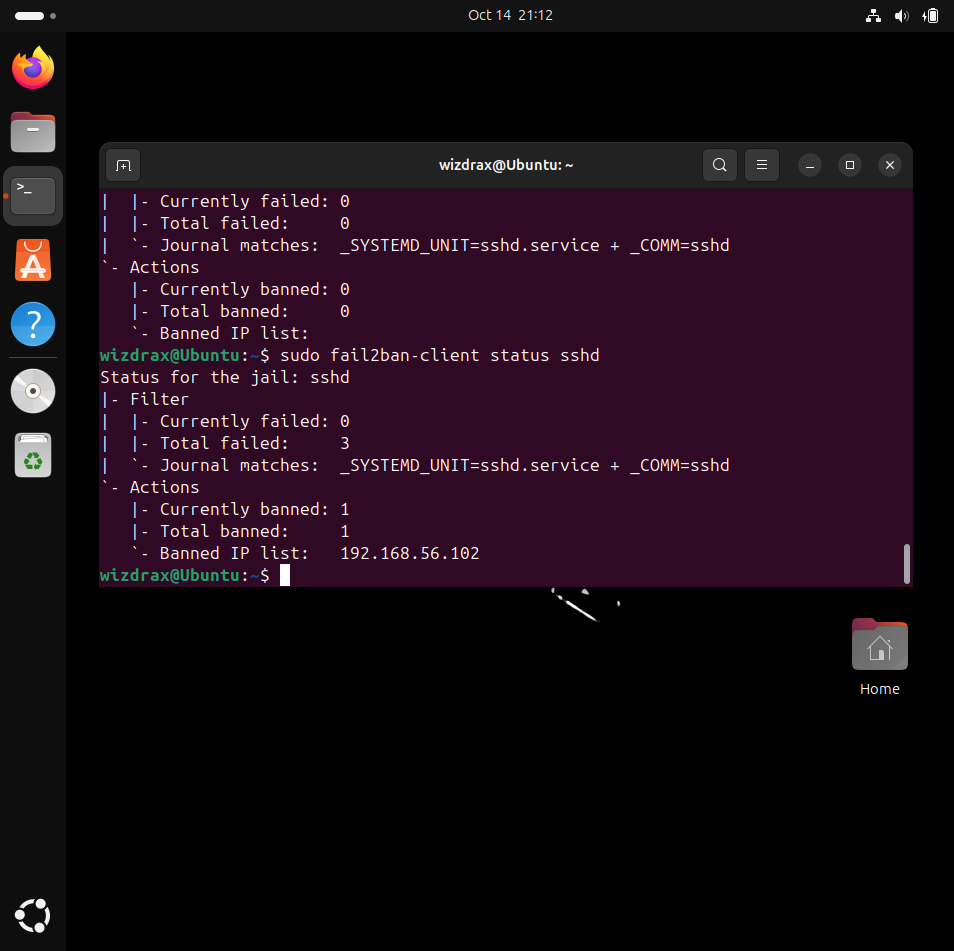 Oct 14 21:12
wizdrax@Ubuntu: ~
|  |- Currently failed: 0
|  |- Total failed:     0
|  `- Journal matches:  _SYSTEMD_UNIT=sshd.service + _COMM=sshd
`- Actions
   |- Currently banned: 0
   |- Total banned:     0
   `- Banned IP list:
wizdrax@Ubuntu:~$ sudo fail2ban-client status sshd
Status for the jail: sshd
|- Filter
|  |- Currently failed: 0
|  |- Total failed:     3
|  `- Journal matches:  _SYSTEMD_UNIT=sshd.service + _COMM=sshd
`- Actions
   |- Currently banned: 1
   |- Total banned:     1
   `- Banned IP list:   192.168.56.102
wizdrax@Ubuntu:~$
Home